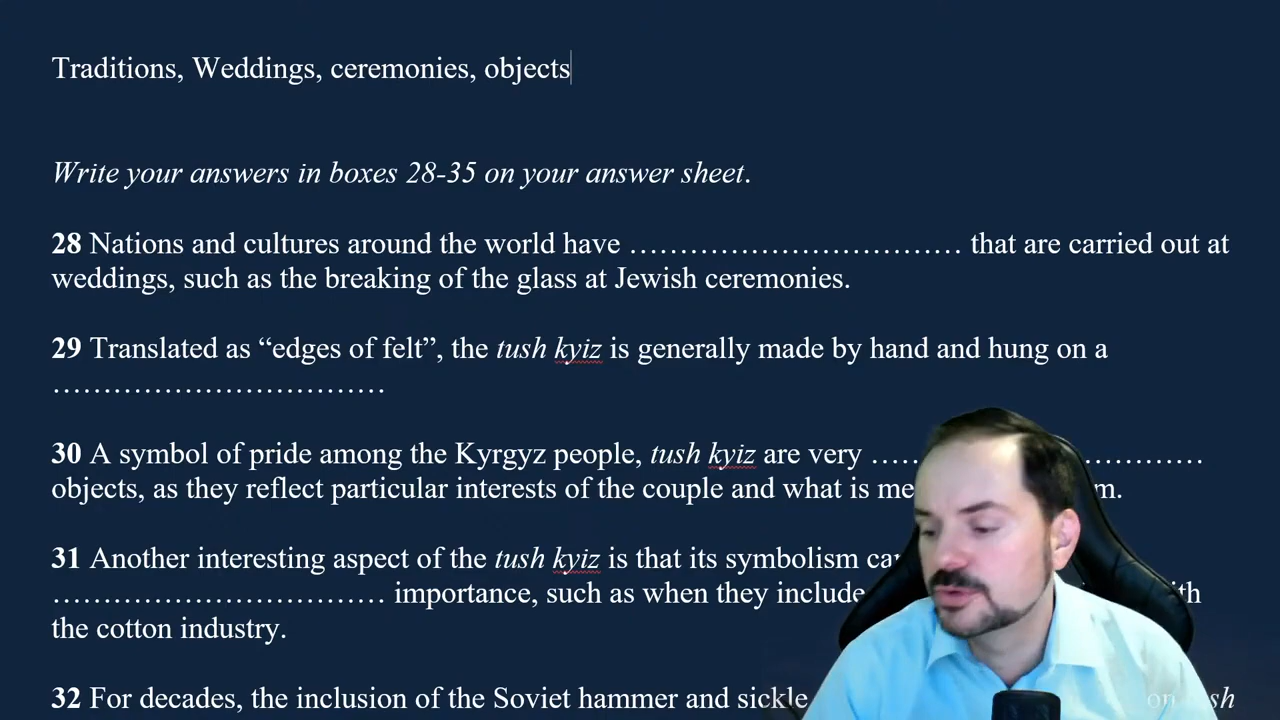 Traditions, Weddings, ceremonies, objects
Write your answers in boxes 28-35 on your answer sheet.
28 Nations and cultures around the world have …………………………… that are carried out at
weddings, such as the breaking of the glass at Jewish ceremonies.
29 Translated as “edges of felt”, the tush kyiz is generally made by hand and hung on a
……………………………
30 A symbol of pride among the Kyrgyz people, tush kyiz are very ……………………………
objects, as they reflect particular interests of the couple and what is
31 Another interesting aspect of the tush kyiz is that its symbolism
…………………………… importance, such as when they include
the cotton industry.
32 For decades, the inclusion of the Soviet hammer and sickle on